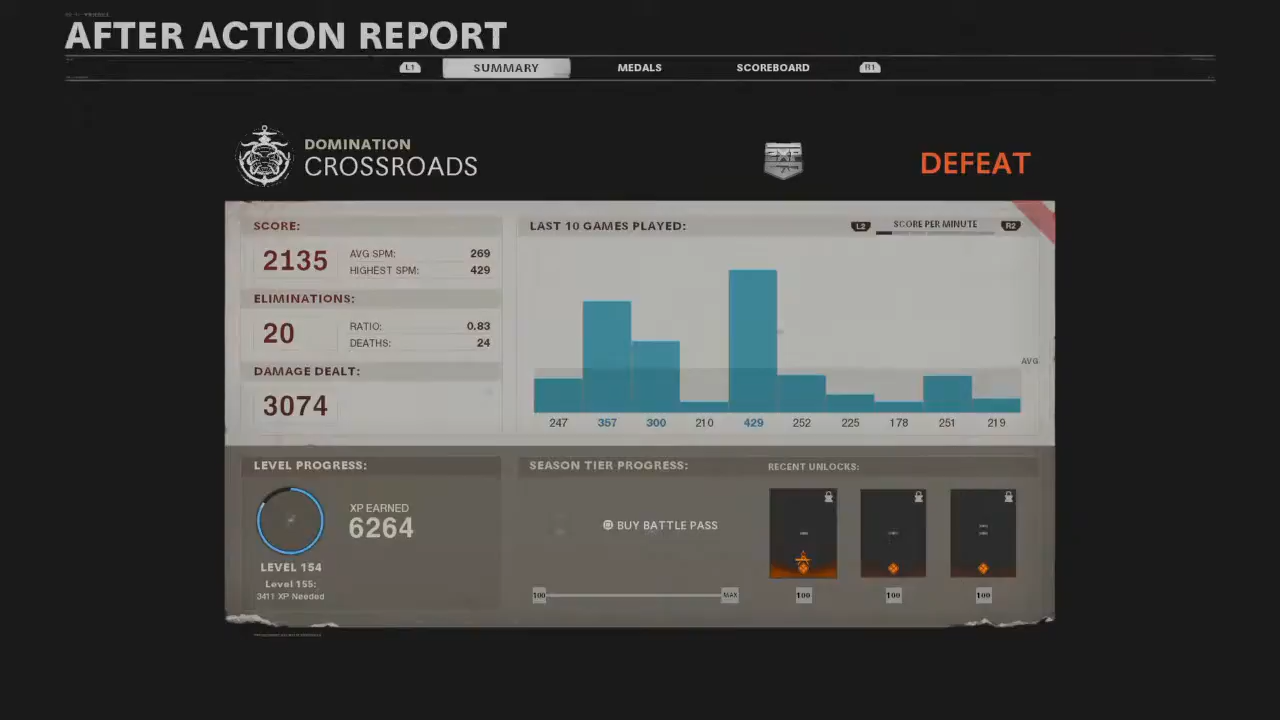 AFTER ACTION REPORT
L1 SUMMARY MEDALS SCOREBOARD R1
DOMINATION
CROSSROADS
2XP
DEFEAT
SCORE:
2135
AVG SPM: 269
HIGHEST SPM: 429
ELIMINATIONS:
20
RATIO: 0.83
DEATHS: 24
DAMAGE DEALT:
3074
LAST 10 GAMES PLAYED:
L2 SCORE PER MINUTE R2
AVG
247 357 300 210 429 252 225 178 251 219
LEVEL PROGRESS:
XP EARNED
6264
LEVEL 154
Level 155:
3411 XP Needed
SEASON TIER PROGRESS:
BUY BATTLE PASS
100 MAX
RECENT UNLOCKS:
100 100 100